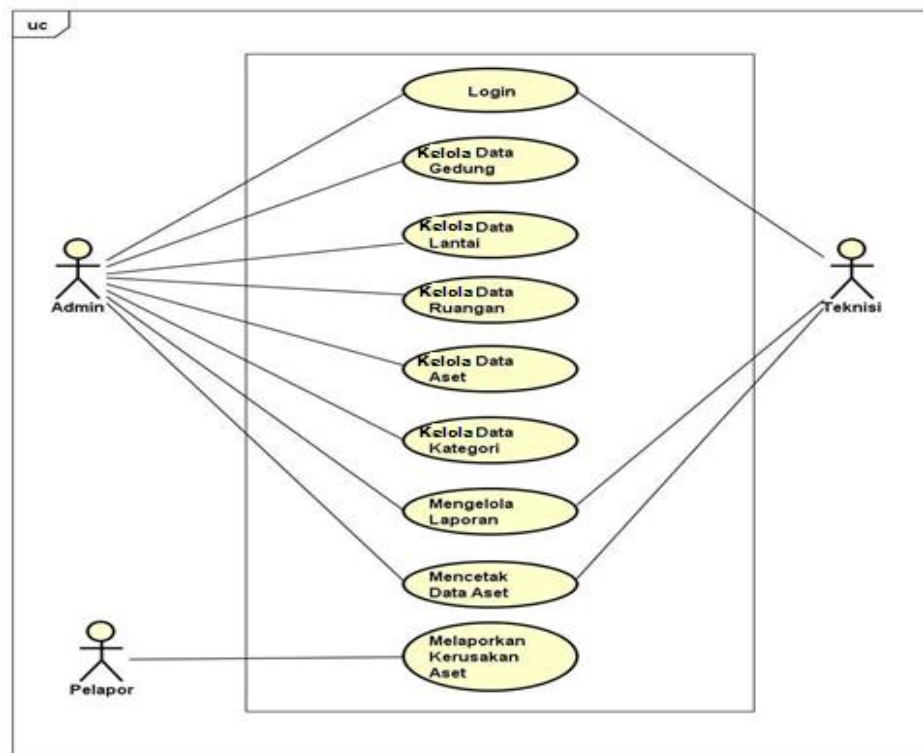 uc
Login
Kelola Data
Gedung
Kelola Data
Lantai
Kelola Data
Ruangan
Kelola Data
Aset
Kelola Data
Kategori
Mengelola
Laporan
Mencetak
Data Aset
Melaporkan
Kerusakan
Aset
Admin
Teknisi
Pelapor